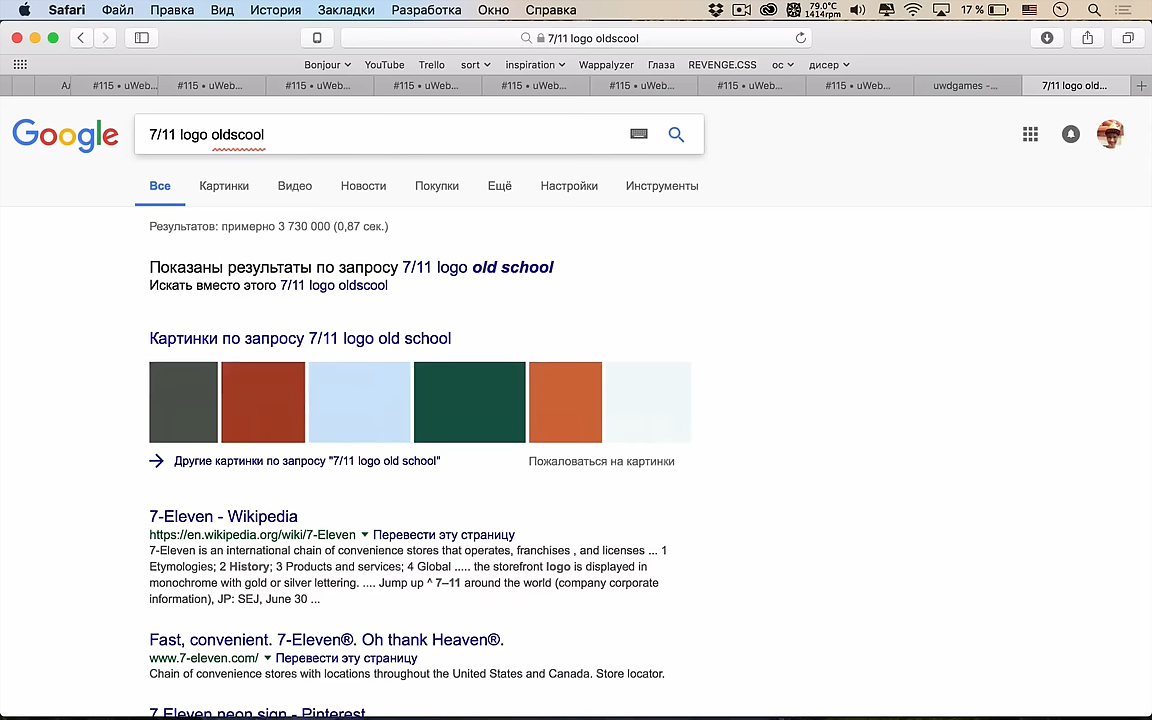 Safari Файл Правка Вид История Закладки Разработка Окно Справка 79.0°C 1414rpm 17 %
7/11 logo oldscool
Bonjour YouTube Trello sort inspiration Wappalyzer Глаза REVENGE.CSS ос дисер
#115 • uWeb... #115 • uWeb... #115 • uWeb... #115 • uWeb... #115 • uWeb... #115 • uWeb... #115 • uWeb... #115 • uWeb... uwdgames -... 7/11 logo old...
Google 7/11 logo oldscool
Все Картинки Видео Новости Покупки Ещё Настройки Инструменты
Результатов: примерно 3 730 000 (0,87 сек.)
Показаны результаты по запросу 7/11 logo old school
Искать вместо этого 7/11 logo oldscool
Картинки по запросу 7/11 logo old school
Другие картинки по запросу "7/11 logo old school" Пожаловаться на картинки
7-Eleven - Wikipedia
https://en.wikipedia.org/wiki/7-Eleven Перевести эту страницу
7-Eleven is an international chain of convenience stores that operates, franchises , and licenses ... 1
Etymologies; 2 History; 3 Products and services; 4 Global ..... the storefront logo is displayed in
monochrome with gold or silver lettering. .... Jump up ^ 7–11 around the world (company corporate
information), JP: SEJ, June 30 ...
Fast, convenient. 7-Eleven®. Oh thank Heaven®.
www.7-eleven.com/ Перевести эту страницу
Chain of convenience stores with locations throughout the United States and Canada. Store locator.
7 Eleven neon sign - Pinterest